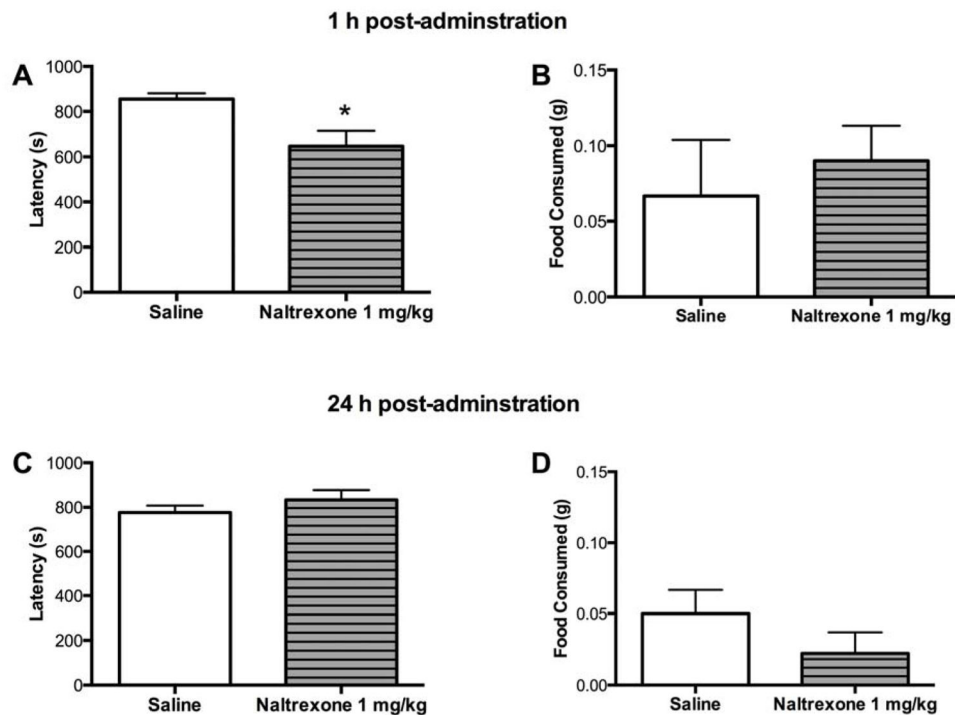 1 h post-adminstration
A
1000
800
600
400
200
0
Latency (s)
*
Saline
Naltrexone 1 mg/kg
B
0.15
0.10
0.05
0.00
Food Consumed (g)
Saline
Naltrexone 1 mg/kg
24 h post-adminstration
C
1000
800
600
400
200
0
Latency (s)
Saline
Naltrexone 1 mg/kg
D
0.15
0.10
0.05
0.00
Food Consumed (g)
Saline
Naltrexone 1 mg/kg